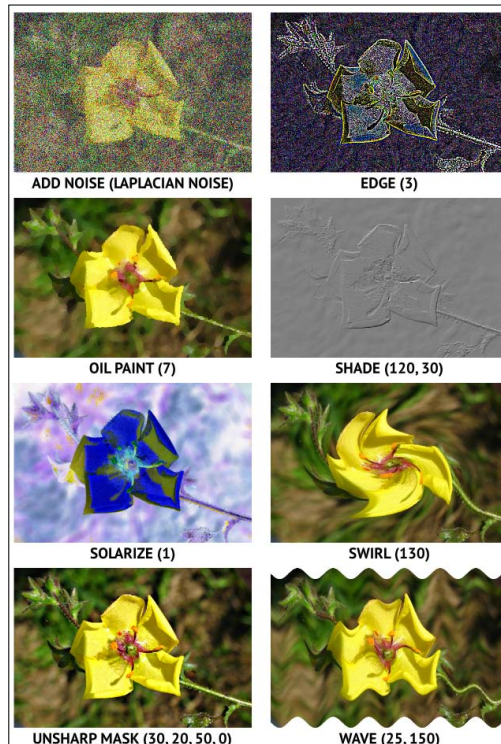 ADD NOISE (LAPLACIAN NOISE)
EDGE (3)
OIL PAINT (7)
SHADE (120, 30)
SOLARIZE (1)
SWIRL (130)
UNSHARP MASK (30, 20, 50, 0)
WAVE (25, 150)